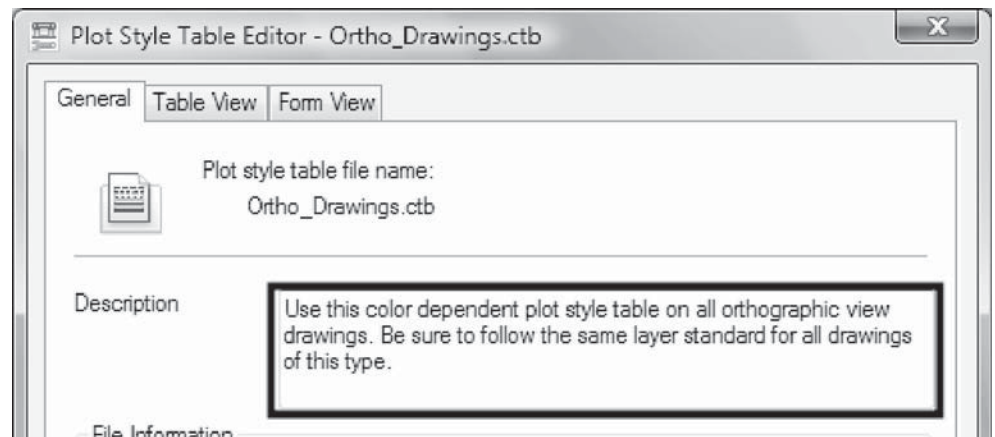 Plot Style Table Editor - Ortho_Drawings.ctb
X
General Table View Form View
Plot style table file name:
Ortho_Drawings.ctb
Description
Use this color dependent plot style table on all orthographic view
drawings. Be sure to follow the same layer standard for all drawings
of this type.
File Information